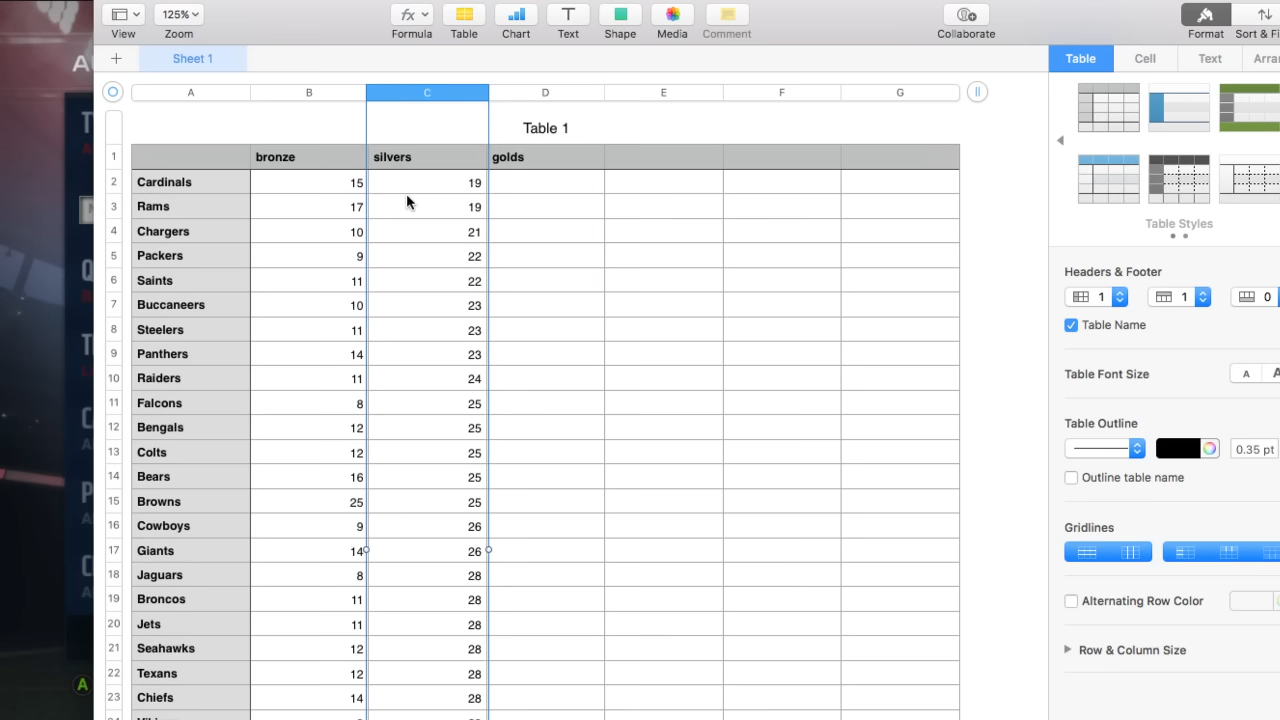 View
125%
Zoom
Formula
Table
Chart
T
Text
Shape
Media
Comment
Collaborate
Format
Sort & Fi
+
Sheet 1
Table
Cell
Text
Arra
A B C D E F G
Table 1
1 bronze silvers golds
2 Cardinals 15 19
3 Rams 17 19
4 Chargers 10 21
5 Packers 9 22
6 Saints 11 22
7 Buccaneers 10 23
8 Steelers 11 23
9 Panthers 14 23
10 Raiders 11 24
11 Falcons 8 25
12 Bengals 12 25
13 Colts 12 25
14 Bears 16 25
15 Browns 25 25
16 Cowboys 9 26
17 Giants 14 26
18 Jaguars 8 28
19 Broncos 11 28
20 Jets 11 28
21 Seahawks 12 28
22 Texans 12 28
23 Chiefs 14 28
Table Styles
Headers & Footer
1 1 0
Table Name
Table Font Size
A A
Table Outline
0.35 pt
Outline table name
Gridlines
Alternating Row Color
Row & Column Size
A